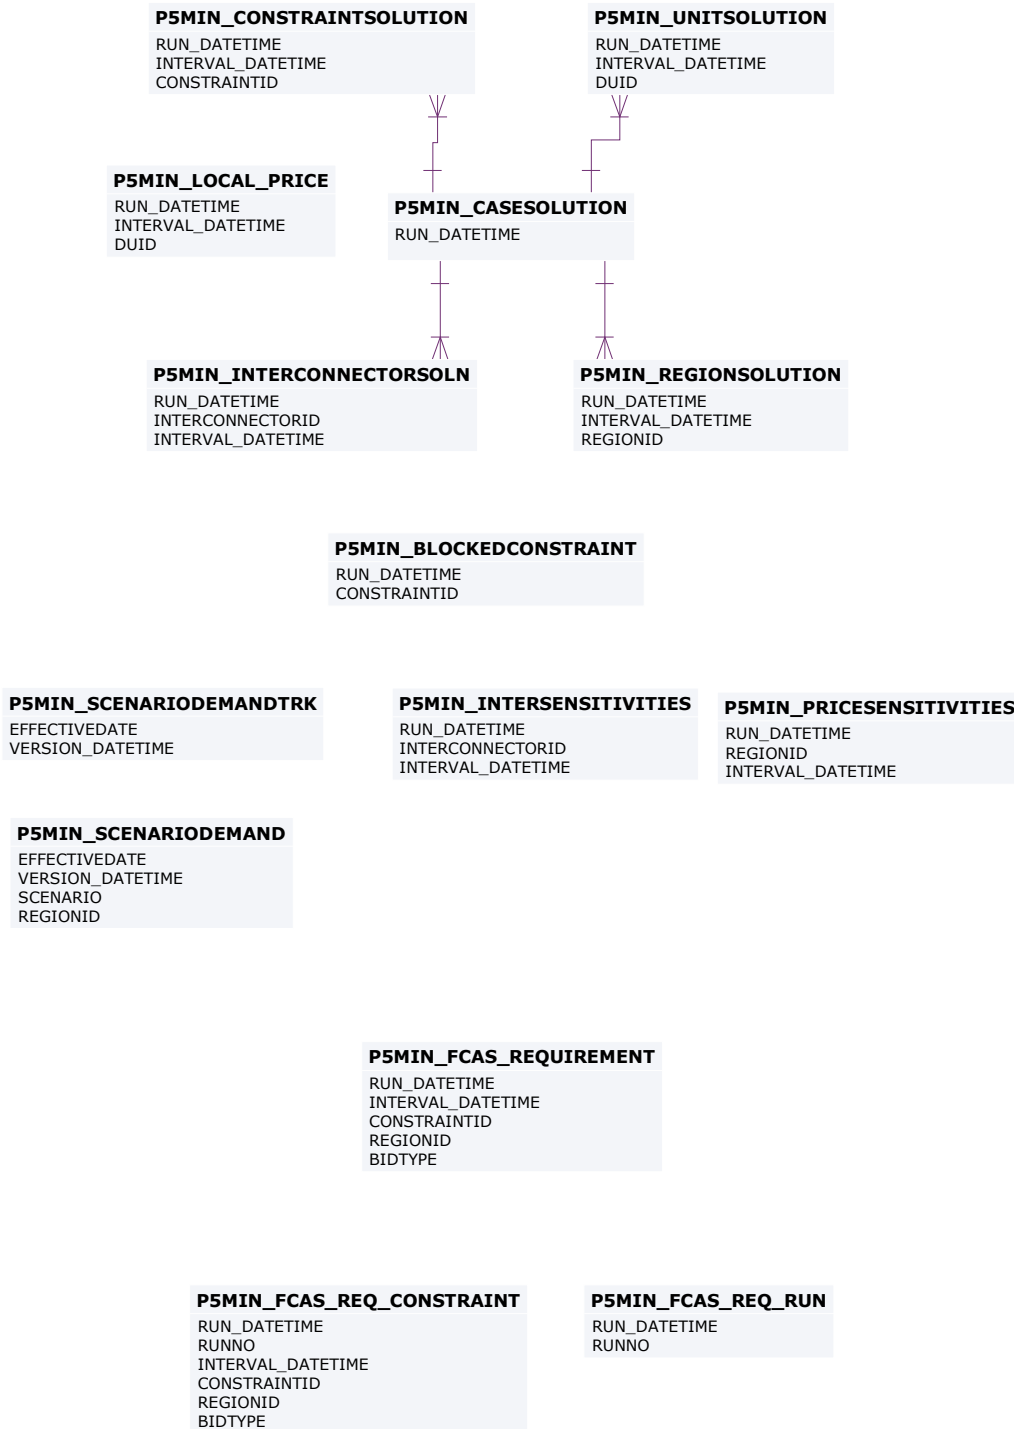 P5MIN_CONSTRAINTSOLUTION
RUN_DATETIME
INTERVAL_DATETIME
CONSTRAINTID
P5MIN_UNITSOLUTION
RUN_DATETIME
INTERVAL_DATETIME
DUID
P5MIN_LOCAL_PRICE
RUN_DATETIME
INTERVAL_DATETIME
DUID
P5MIN_CASESOLUTION
RUN_DATETIME
P5MIN_INTERCONNECTORSOLN
RUN_DATETIME
INTERCONNECTORID
INTERVAL_DATETIME
P5MIN_REGIONSOLUTION
RUN_DATETIME
INTERVAL_DATETIME
REGIONID
P5MIN_BLOCKEDCONSTRAINT
RUN_DATETIME
CONSTRAINTID
P5MIN_SCENARIODEMANDTRK
EFFECTIVEDATE
VERSION_DATETIME
P5MIN_INTERSENSITIVITIES
RUN_DATETIME
INTERCONNECTORID
INTERVAL_DATETIME
P5MIN_PRICESENSITIVITIES
RUN_DATETIME
REGIONID
INTERVAL_DATETIME
P5MIN_SCENARIODEMAND
EFFECTIVEDATE
VERSION_DATETIME
SCENARIO
REGIONID
P5MIN_FCAS_REQUIREMENT
RUN_DATETIME
INTERVAL_DATETIME
CONSTRAINTID
REGIONID
BIDTYPE
P5MIN_FCAS_REQ_CONSTRAINT
RUN_DATETIME
RUNNO
INTERVAL_DATETIME
CONSTRAINTID
REGIONID
BIDTYPE
P5MIN_FCAS_REQ_RUN
RUN_DATETIME
RUNNO